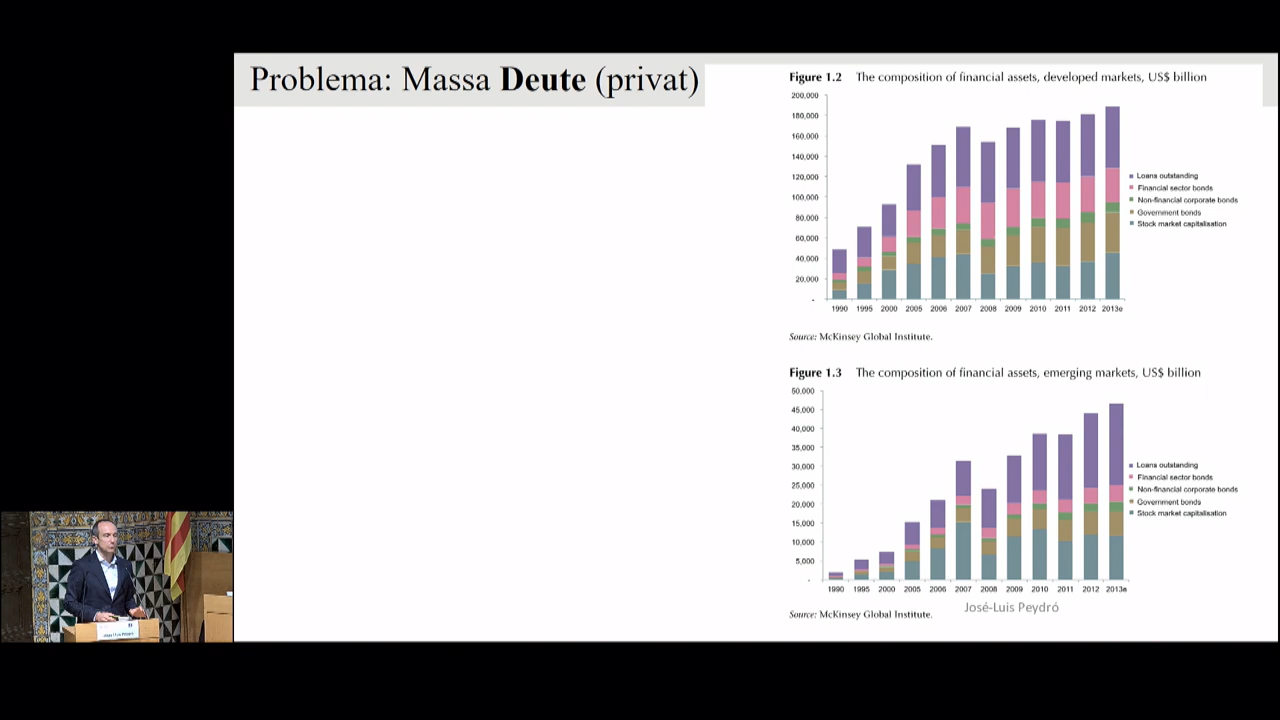 Problema: Massa Deute (privat)
Figure 1.2 The composition of financial assets, developed markets, US$ billion
200,000
180,000
160,000
140,000
120,000
100,000
80,000
60,000
40,000
20,000
-
1990 1995 2000 2005 2006 2007 2008 2009 2010 2011 2012 2013e
Loans outstanding
Financial sector bonds
Non-financial corporate bonds
Government bonds
Stock market capitalisation
Source: McKinsey Global Institute.
Figure 1.3 The composition of financial assets, emerging markets, US$ billion
50,000
45,000
40,000
35,000
30,000
25,000
20,000
15,000
10,000
5,000
-
1990 1995 2000 2005 2006 2007 2008 2009 2010 2011 2012 2013e
Loans outstanding
Financial sector bonds
Non-financial corporate bonds
Government bonds
Stock market capitalisation
Source: McKinsey Global Institute.
José-Luis Peydró